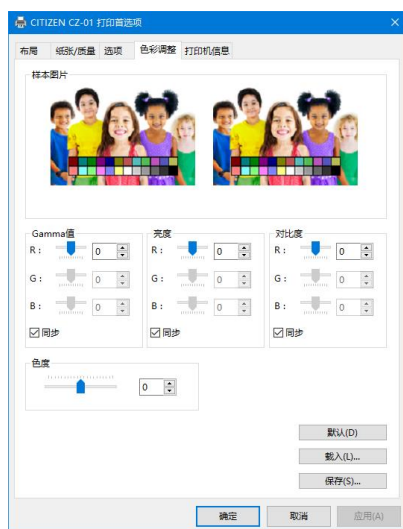 CITIZEN CZ-01 打印首选项
布局 纸张/质量 选项 色彩调整 打印机信息
样本图片
Gamma值 亮度 对比度
R： 0 R： 0 R： 0
G： 0 G： 0 G： 0
B： 0 B： 0 B： 0
同步 同步 同步
色度
0
默认(D)
载入(L)...
保存(S)...
确定 取消 应用(A)